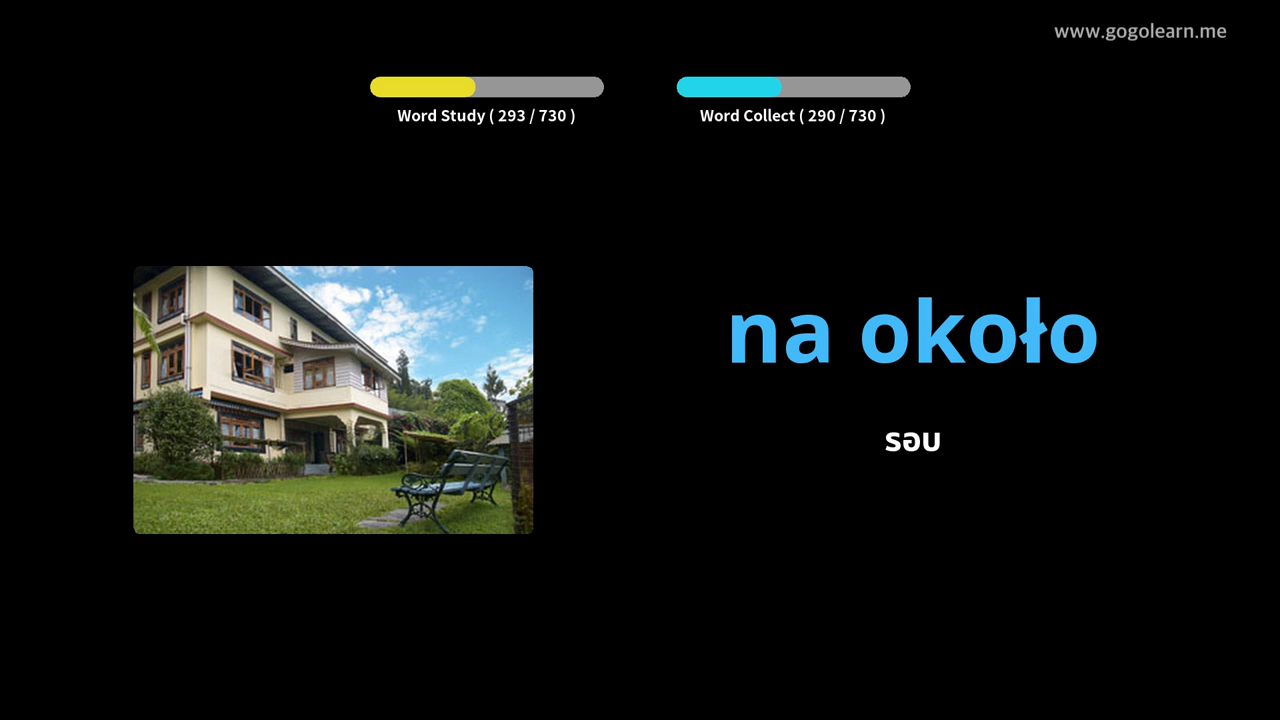 www.gogolearn.me
Word Study ( 293 / 730 )
Word Collect ( 290 / 730 )
na około
รอบ